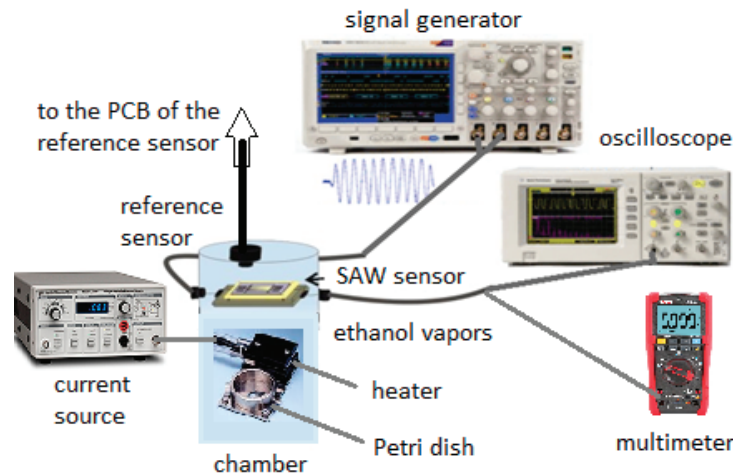 signal generator
to the PCB of the
reference sensor
oscilloscope
reference
sensor
SAW sensor
ethanol vapors
current
source
heater
Petri dish
chamber
multimeter